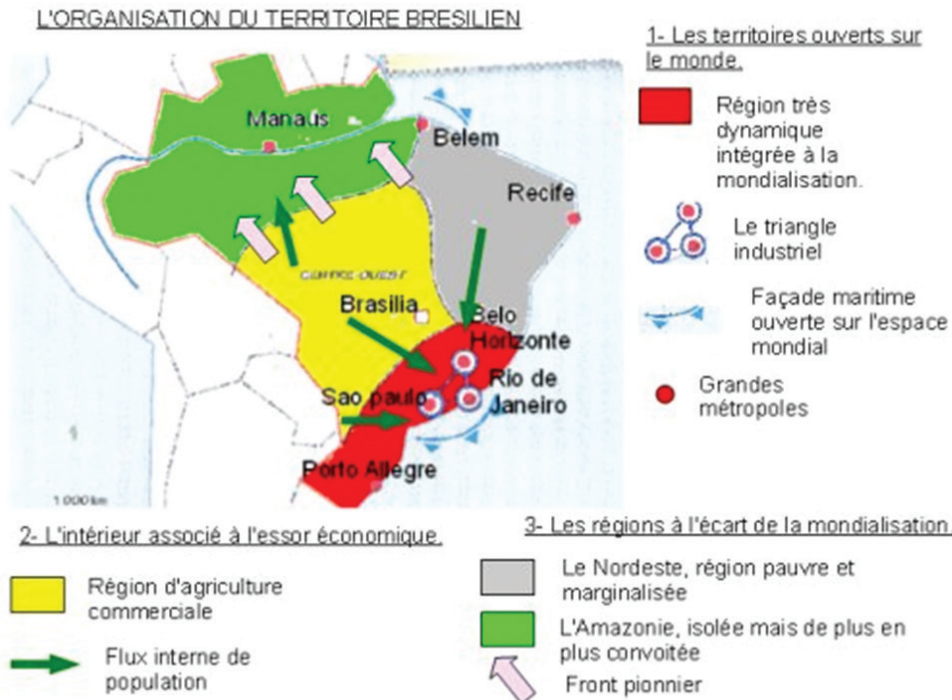 L'ORGANISATION DU TERRITOIRE BRESILIEN
Manaus
Belem
Recife
CENTRE-OUEST
Brasilia
Belo
Horizonte
Sao paulo
Rio de
Janeiro
Porto Allegre
1 000 km
1- Les territoires ouverts sur
le monde.
Région très
dynamique
intégrée à la
mondialisation.
Le triangle
industriel
Façade maritime
ouverte sur l'espace
mondial
Grandes
métropoles
2- L'intérieur associé à l'essor économique.
Région d'agriculture
commerciale
Flux interne de
population
3- Les régions à l'écart de la mondialisation.
Le Nordeste, région pauvre et
marginalisée
L'Amazonie, isolée mais de plus en
plus convoitée
Front pionnier